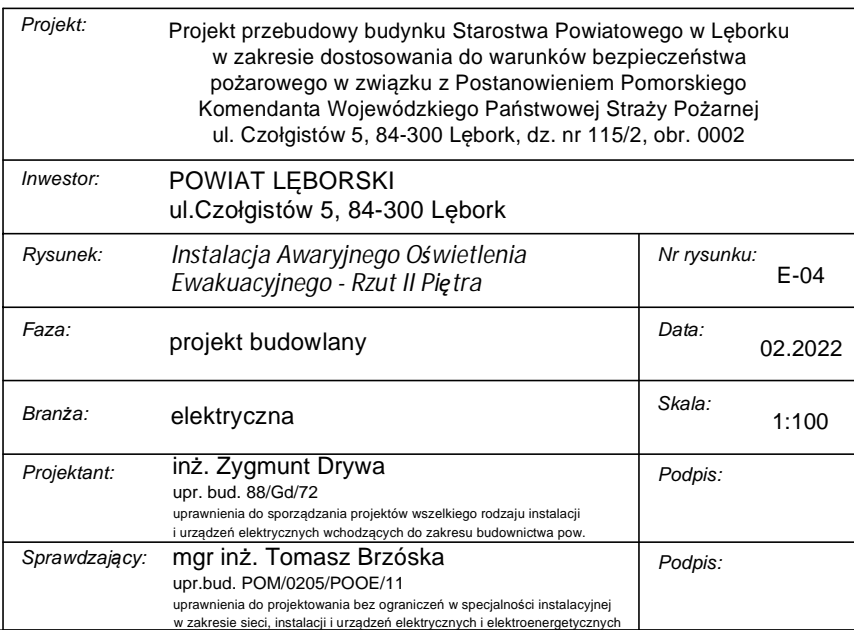 Projekt: Projekt przebudowy budynku Starostwa Powiatowego w Lęborku
w zakresie dostosowania do warunków bezpieczeństwa
pożarowego w związku z Postanowieniem Pomorskiego
Komendanta Wojewódzkiego Państwowej Straży Pożarnej
ul. Czołgistów 5, 84-300 Lębork, dz. nr 115/2, obr. 0002
Inwestor: POWIAT LĘBORSKI
ul.Czołgistów 5, 84-300 Lębork
Rysunek: Instalacja Awaryjnego Oświetlenia
Ewakuacyjnego - Rzut II Piętra
Nr rysunku:
E-04
Faza: projekt budowlany
Data:
02.2022
Branża: elektryczna
Skala:
1:100
Projektant: inż. Zygmunt Drywa
upr. bud. 88/Gd/72
uprawnienia do sporządzania projektów wszelkiego rodzaju instalacji
i urządzeń elektrycznych wchodzących do zakresu budownictwa pow.
Podpis:
Sprawdzający: mgr inż. Tomasz Brzóska
upr.bud. POM/0205/POOE/11
uprawnienia do projektowania bez ograniczeń w specjalności instalacyjnej
w zakresie sieci, instalacji i urządzeń elektrycznych i elektroenergetycznych
Podpis: